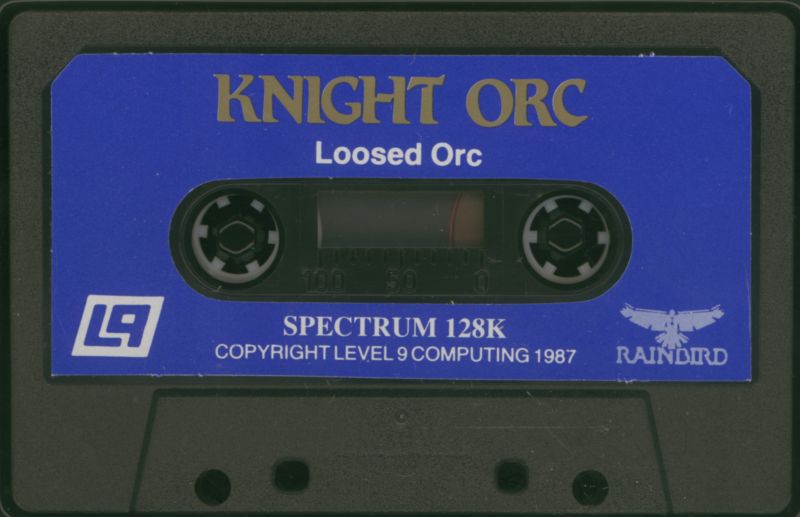 KNIGHT ORC
Loosed Orc
100 50 0
L9
SPECTRUM 128K
COPYRIGHT LEVEL 9 COMPUTING 1987
RAINBIRD